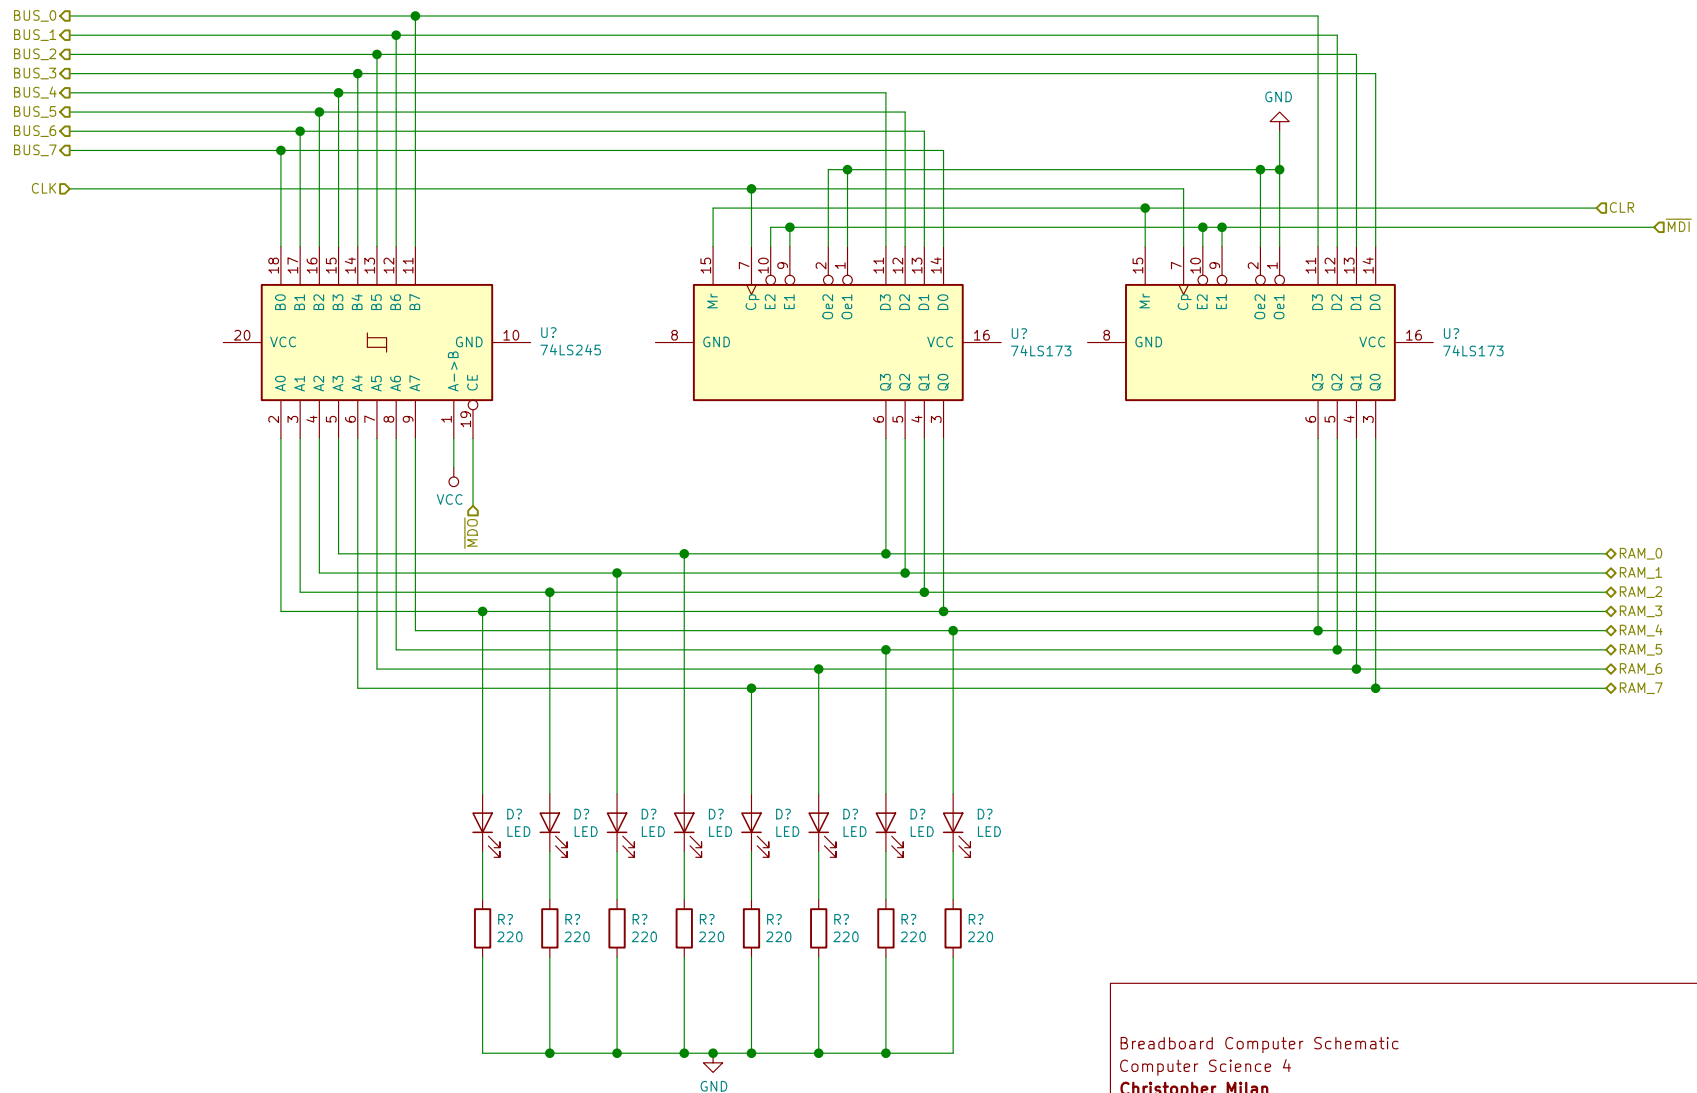 BUS_0
BUS_1
BUS_2
BUS_3
BUS_4
BUS_5
BUS_6
BUS_7
CLK
GND
CLR
MDI
18 17 16 15 14 13 12 11
B0 B1 B2 B3 B4 B5 B6 B7
20 VCC GND 10
U?
74LS245
A0 A1 A2 A3 A4 A5 A6 A7 A->B CE
2 3 4 5 6 7 8 9 1 19
VCC
MDO
15 7 10 9 2 1 11 12 13 14
Mr Cp E2 E1 Oe2 Oe1 D3 D2 D1 D0
8 GND VCC 16
U?
74LS173
Q3 Q2 Q1 Q0
6 5 4 3
15 7 10 9 2 1 11 12 13 14
Mr Cp E2 E1 Oe2 Oe1 D3 D2 D1 D0
8 GND VCC 16
U?
74LS173
Q3 Q2 Q1 Q0
6 5 4 3
RAM_0
RAM_1
RAM_2
RAM_3
RAM_4
RAM_5
RAM_6
RAM_7
D? D? D? D? D? D? D? D?
LED LED LED LED LED LED LED LED
R? R? R? R? R? R? R? R?
220 220 220 220 220 220 220 220
GND
Breadboard Computer Schematic
Computer Science 4
Christopher Milan